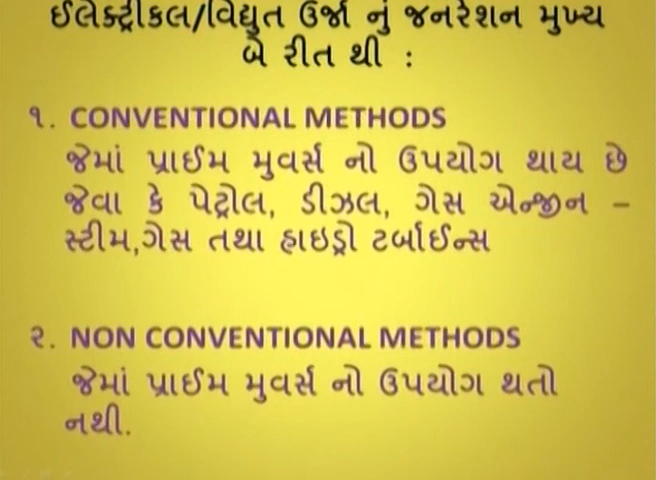 ઈલેક્ટ્રીકલ/વિદ્યુત ઉર્જા નું જનરેશન મુખ્ય
બે રીત થી :
૧. CONVENTIONAL METHODS
જેમાં પ્રાઈમ મુવર્સ નો ઉપયોગ થાય છે
જેવા કે પેટ્રોલ, ડીઝલ, ગેસ એન્જીન –
સ્ટીમ,ગેસ તથા હાઇડ્રો ટર્બાઈન્સ
૨. NON CONVENTIONAL METHODS
જેમાં પ્રાઈમ મુવર્સ નો ઉપયોગ થતો
નથી.